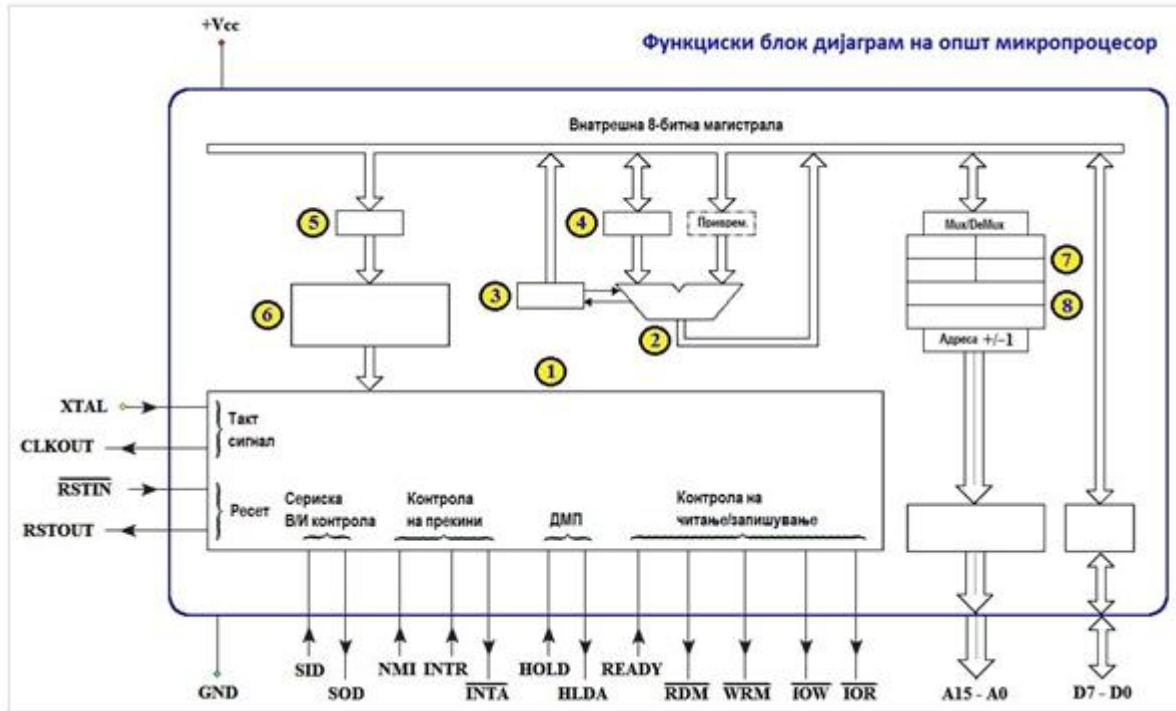 +Vcc
Функциски блок дијаграм на општ микропроцесор
Внатрешна 8-битна магистрала
5
4
Приврем.
Mux/DeMux
7
3
6
8
2
Адреса +/−1
1
XTAL
Такт
сигнал
CLKOUT
RSTIN
Ресет
RSTOUT
Сериска
В/И контрола
Контрола
на прекини
ДМП
Контрола на
читање/запишување
GND
SID
SOD
NMI
INTR
INTA
HOLD
HLDA
READY
RDM
WRM
IOW
IOR
A15 - A0
D7 - D0